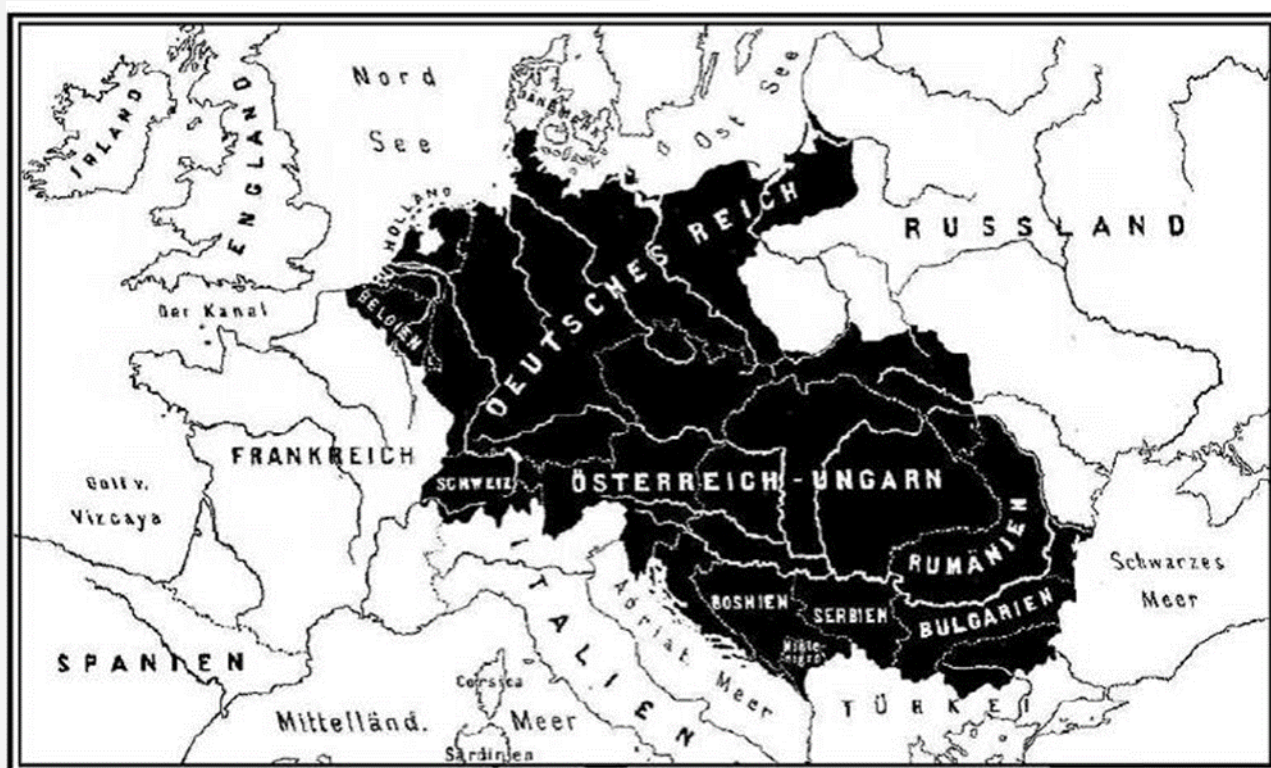 Nord
See
Ost See
DANEMARK
IRLAND
ENGLAND
HOLLAND
DEUTSCHES REICH
RUSSLAND
Der Kanal
BELGIEN
FRANKREICH
SCHWEIZ
ÖSTERREICH-UNGARN
Golf v.
Vizcaya
RUMÄNIEN
Schwarzes
Meer
BOSNIEN
SERBIEN
BULGARIEN
Adriat. Meer
ITALIEN
SPANIEN
Corsica
TÜRKEI
Mittelländ. Meer
Sardinien